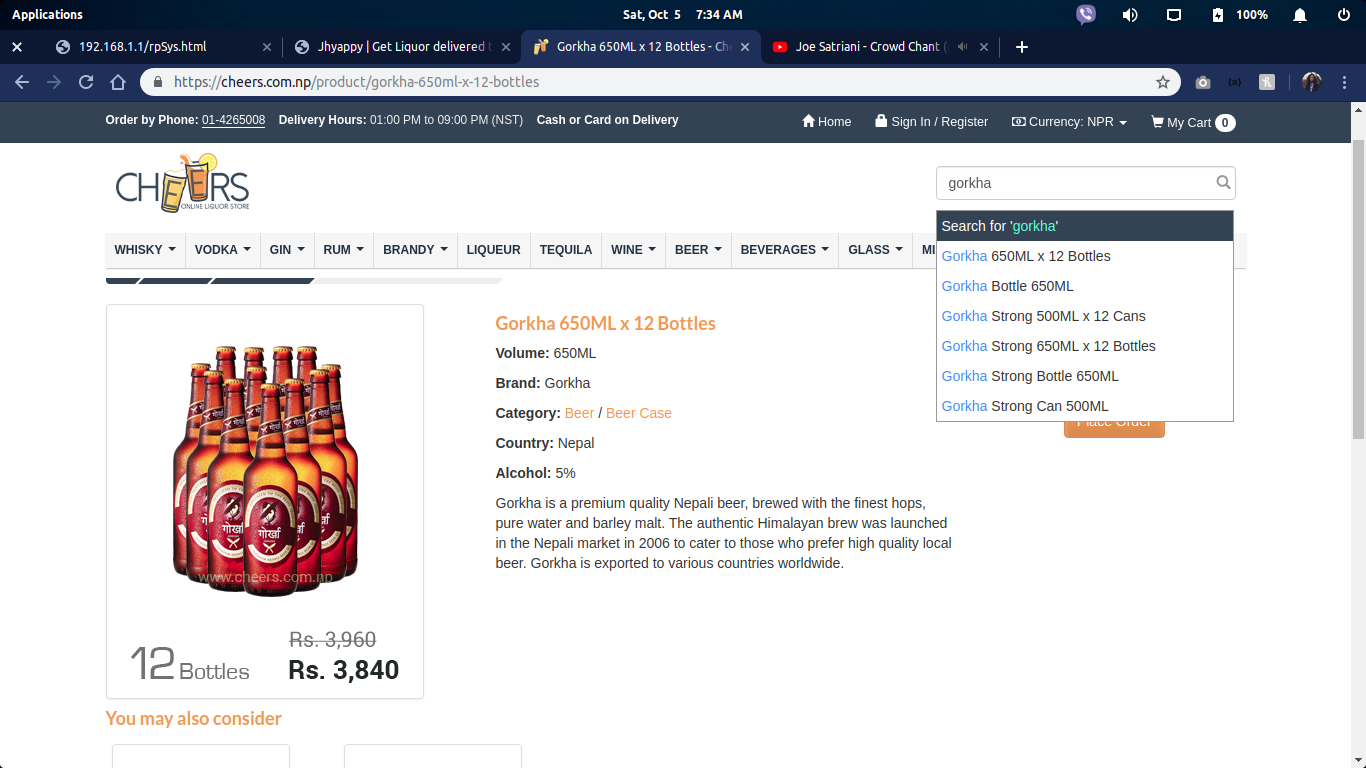 Applications
Sat, Oct 5 7:34 AM
100%
192.168.1.1/rpSys.html
Jhyappy | Get Liquor delivered
Gorkha 650ML x 12 Bottles - Ch
Joe Satriani - Crowd Chant (
https://cheers.com.np/product/gorkha-650ml-x-12-bottles
Order by Phone: 01-4265008 Delivery Hours: 01:00 PM to 09:00 PM (NST) Cash or Card on Delivery
Home Sign In / Register Currency: NPR My Cart 0
CHEERS
ONLINE LIQUOR STORE
gorkha
WHISKY VODKA GIN RUM BRANDY LIQUEUR TEQUILA WINE BEER BEVERAGES GLASS MI
Search for 'gorkha'
Gorkha 650ML x 12 Bottles
Gorkha Bottle 650ML
Gorkha Strong 500ML x 12 Cans
Gorkha Strong 650ML x 12 Bottles
Gorkha Strong Bottle 650ML
Gorkha Strong Can 500ML
Place Order
Gorkha 650ML x 12 Bottles
Volume: 650ML
Brand: Gorkha
Category: Beer / Beer Case
Country: Nepal
Alcohol: 5%
Gorkha is a premium quality Nepali beer, brewed with the finest hops,
pure water and barley malt. The authentic Himalayan brew was launched
in the Nepali market in 2006 to cater to those who prefer high quality local
beer. Gorkha is exported to various countries worldwide.
गोर्खा
गोर्खा
गोर्खा
www.cheers.com.np
12 Bottles
Rs. 3,960
Rs. 3,840
You may also consider